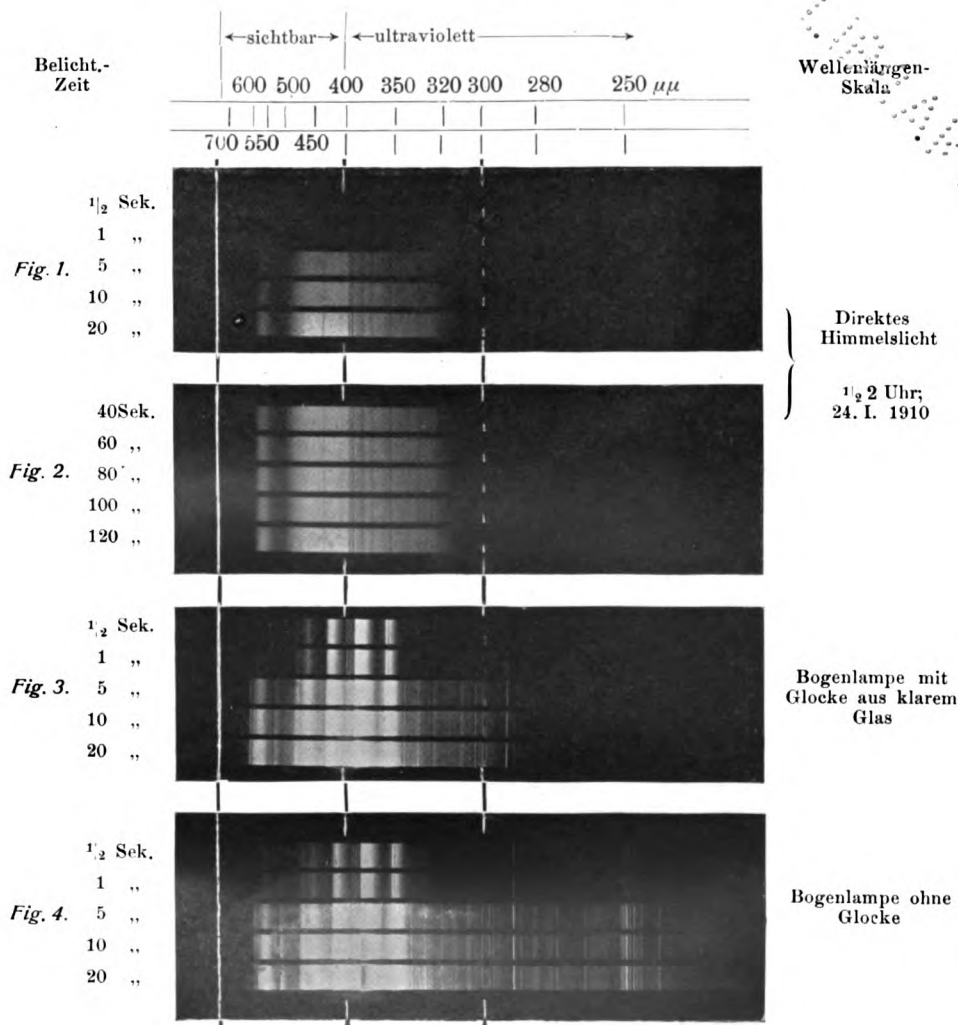 ←sichtbar→ ←ultraviolett→
Belicht.-
Zeit
Wellenlängen-
Skala
600 500 400 350 320 300 280 250 μμ
700 550 450
Fig. 1.
1/2 Sek.
1 „
5 „
10 „
20 „
Direktes
Himmelslicht
1/2 2 Uhr;
24. I. 1910
Fig. 2.
40 Sek.
60 „
80 „
100 „
120 „
Fig. 3.
1/2 Sek.
1 „
5 „
10 „
20 „
Bogenlampe mit
Glocke aus klarem
Glas
Fig. 4.
1/2 Sek.
1 „
5 „
10 „
20 „
Bogenlampe ohne
Glocke